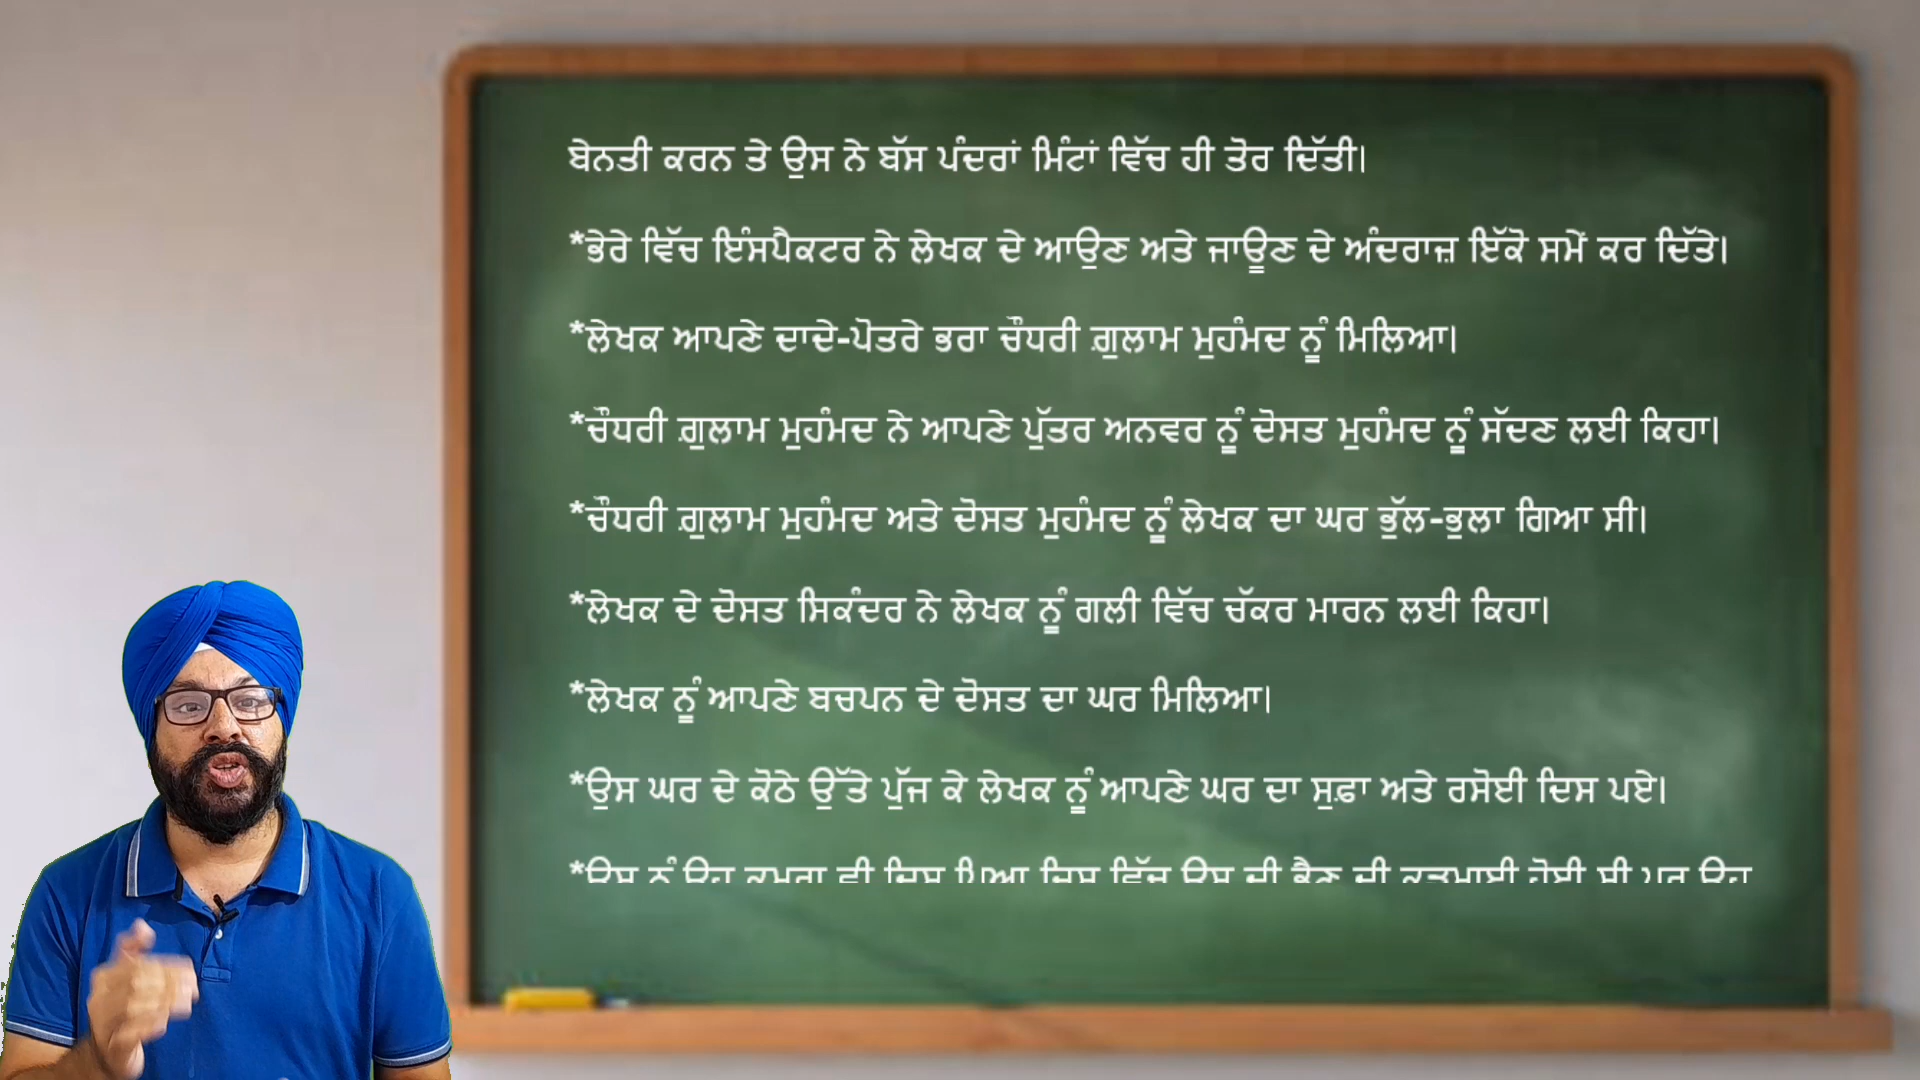 ਬੇਨਤੀ ਕਰਨ ਤੇ ਉਸ ਨੇ ਬੱਸ ਪੰਦਰਾਂ ਮਿੰਟਾਂ ਵਿੱਚ ਹੀ ਤੋਰ ਦਿੱਤੀ।
*ਭੇਰੇ ਵਿੱਚ ਇੰਸਪੈਕਟਰ ਨੇ ਲੇਖਕ ਦੇ ਆਉਣ ਅਤੇ ਜਾਊਣ ਦੇ ਅੰਦਰਾਜ਼ ਇੱਕੋ ਸਮੇਂ ਕਰ ਦਿੱਤੇ।
*ਲੇਖਕ ਆਪਣੇ ਦਾਦੇ-ਪੋਤਰੇ ਭਰਾ ਚੌਧਰੀ ਗ਼ੁਲਾਮ ਮੁਹੰਮਦ ਨੂੰ ਮਿਲਿਆ।
*ਚੌਧਰੀ ਗ਼ੁਲਾਮ ਮੁਹੰਮਦ ਨੇ ਆਪਣੇ ਪੁੱਤਰ ਅਨਵਰ ਨੂੰ ਦੋਸਤ ਮੁਹੰਮਦ ਨੂੰ ਸੱਦਣ ਲਈ ਕਿਹਾ।
*ਚੌਧਰੀ ਗ਼ੁਲਾਮ ਮੁਹੰਮਦ ਅਤੇ ਦੋਸਤ ਮੁਹੰਮਦ ਨੂੰ ਲੇਖਕ ਦਾ ਘਰ ਭੁੱਲ-ਭੁਲਾ ਗਿਆ ਸੀ।
*ਲੇਖਕ ਦੇ ਦੋਸਤ ਸਿਕੰਦਰ ਨੇ ਲੇਖਕ ਨੂੰ ਗਲੀ ਵਿੱਚ ਚੱਕਰ ਮਾਰਨ ਲਈ ਕਿਹਾ।
*ਲੇਖਕ ਨੂੰ ਆਪਣੇ ਬਚਪਨ ਦੇ ਦੋਸਤ ਦਾ ਘਰ ਮਿਲਿਆ।
*ਉਸ ਘਰ ਦੇ ਕੋਠੇ ਉੱਤੇ ਪੁੱਜ ਕੇ ਲੇਖਕ ਨੂੰ ਆਪਣੇ ਘਰ ਦਾ ਸੁਫ਼ਾ ਅਤੇ ਰਸੋਈ ਦਿਸ ਪਏ।